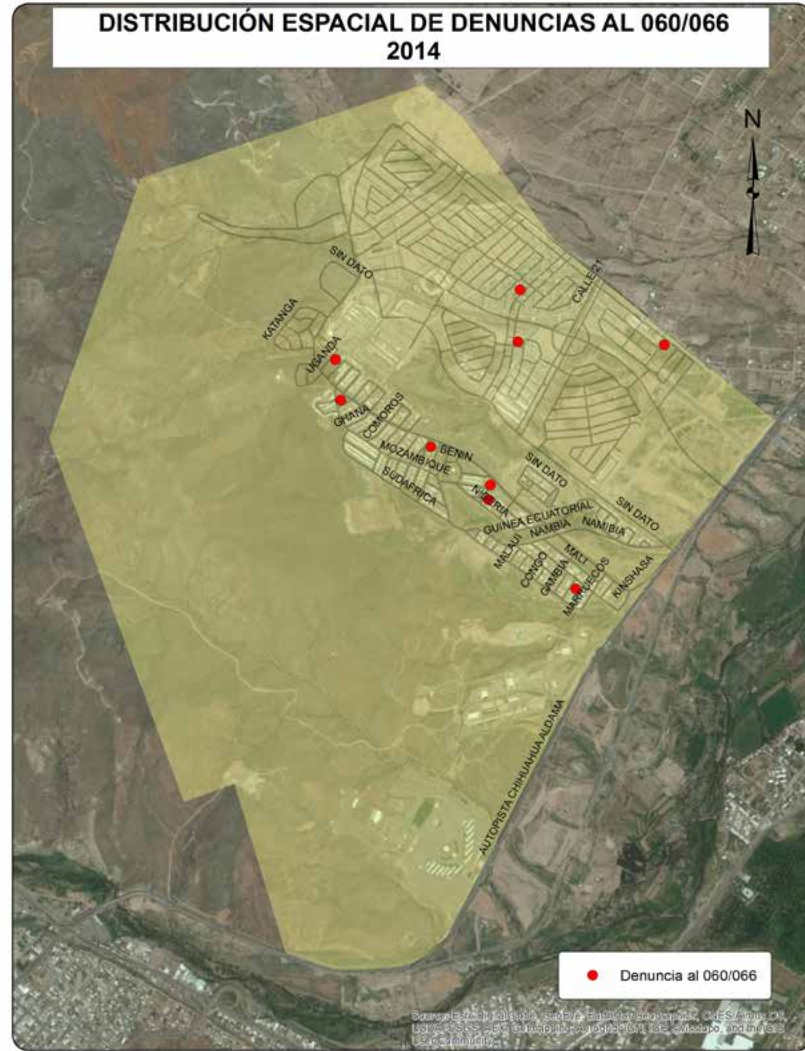 DISTRIBUCIÓN ESPACIAL DE DENUNCIAS AL 060/066
2014
N
SIN DATO
CALLE 21
KATANGA
UGANDA
GHANA
COMOROS
BENIN
MOZAMBIQUE
SUDAFRICA
NIGERIA
SIN DATO
SIN DATO
GUINEA ECUATORIAL
NAMBIA
NAMIBIA
MALAUI
MALI
CONGO
GAMBIA
MARRUECOS
KINSHASA
AUTOPISTA CHIHUAHUA ALDAMA
Denuncia al 060/066
User Community